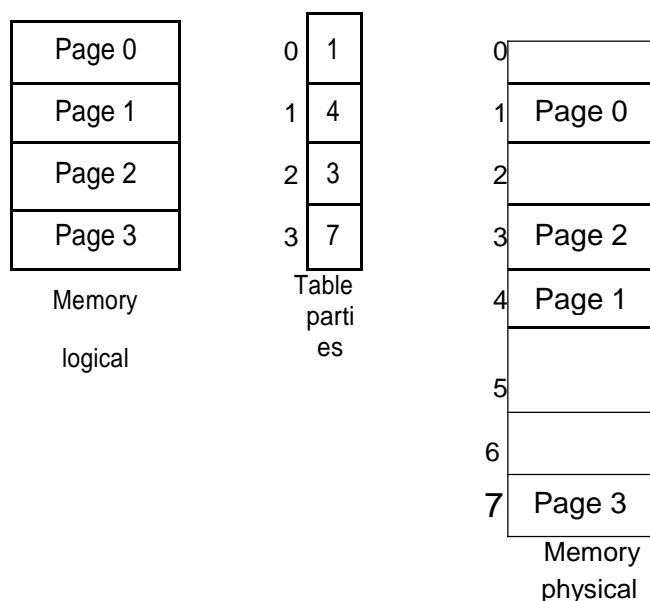 Page 0
Page 1
Page 2
Page 3
Memory
logical
0 1
1 4
2 3
3 7
Table
parti
es
0
1 Page 0
2
3 Page 2
4 Page 1
5
6
7 Page 3
Memory
physical